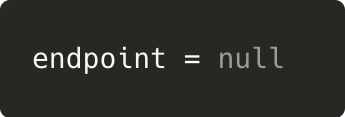 endpoint = null